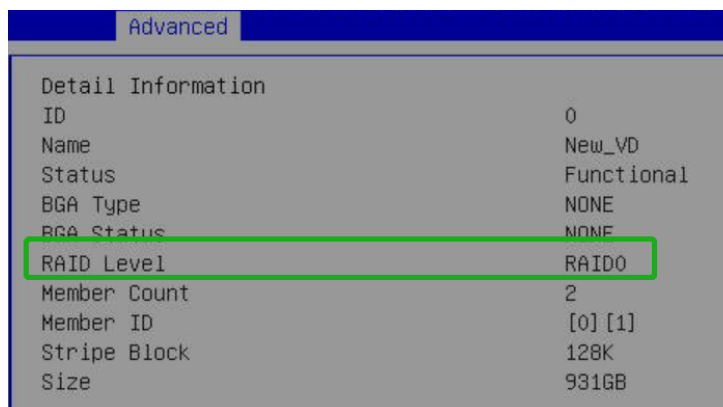 Advanced
Detail Information
ID 0
Name New_VD
Status Functional
BGA Type NONE
BGA Status NONE
RAID Level RAID0
Member Count 2
Member ID [0][1]
Stripe Block 128K
Size 931GB